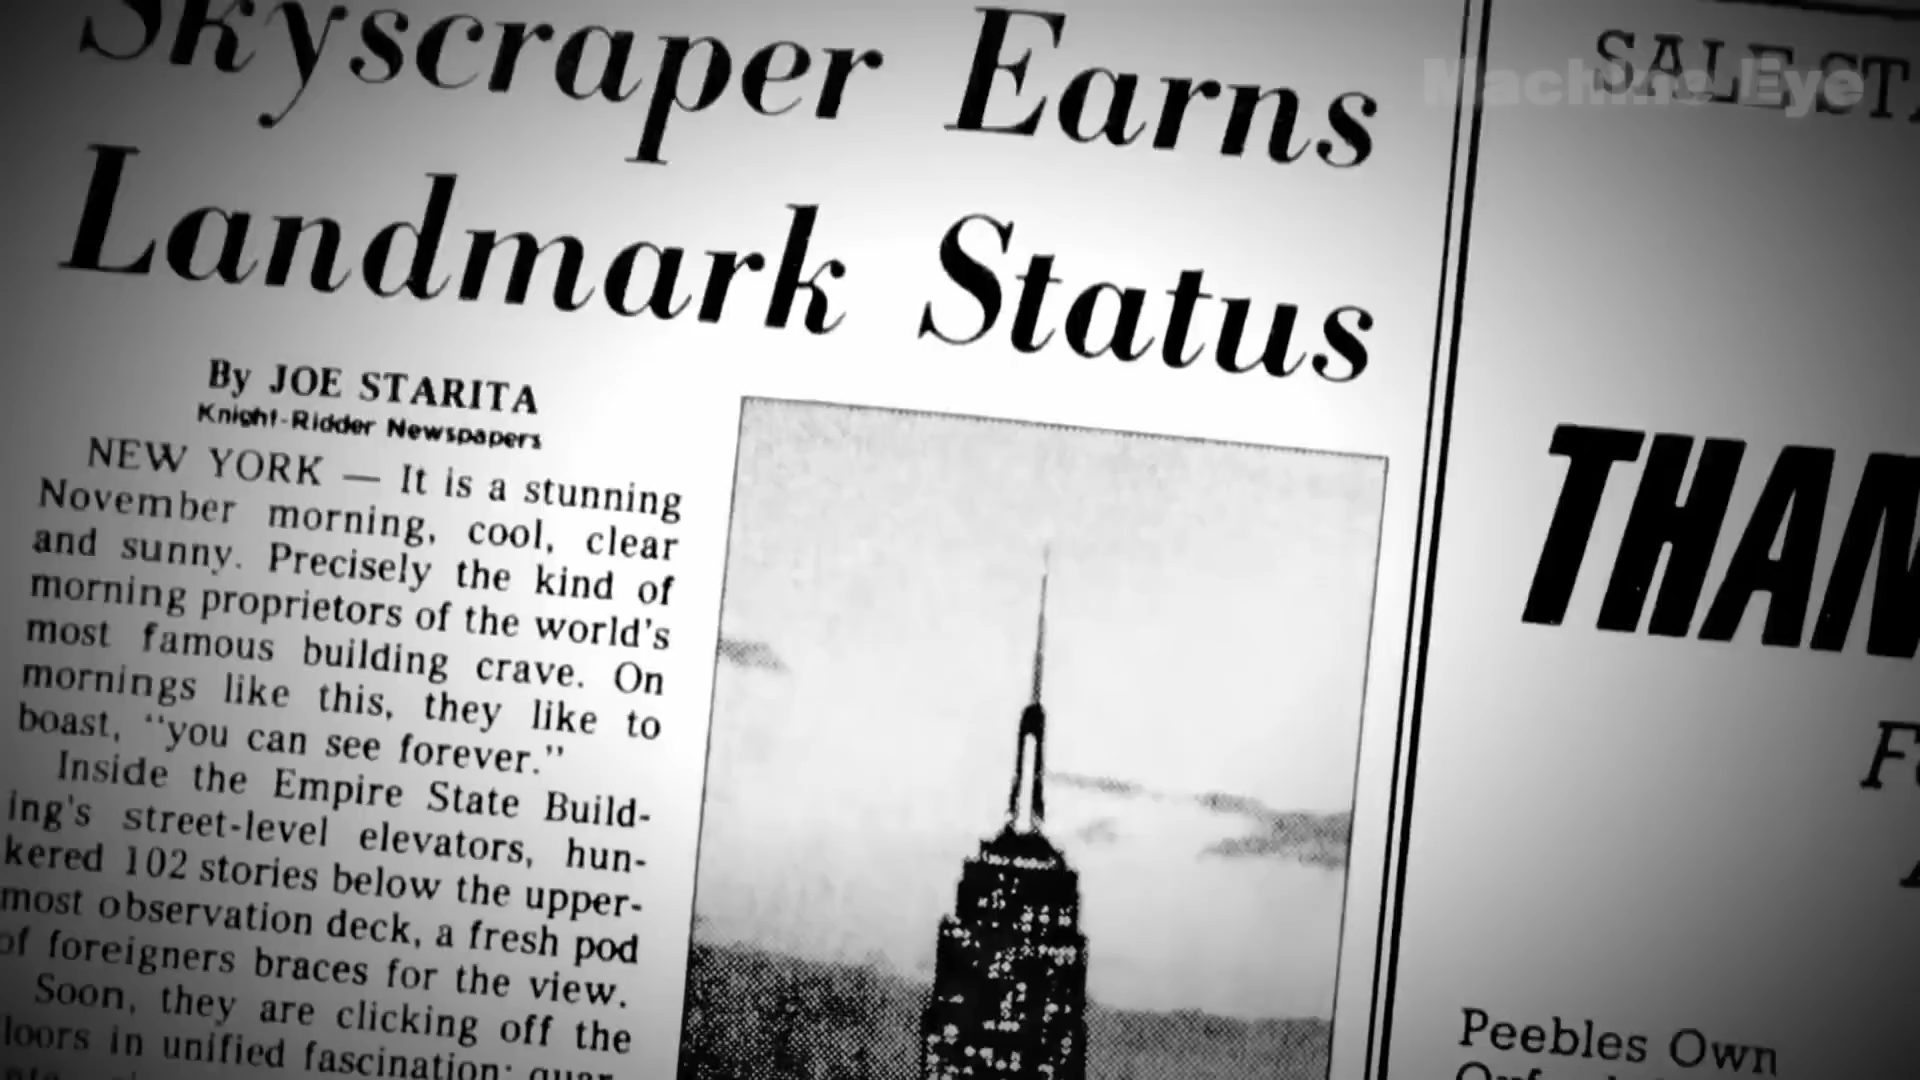 Skyscraper Earns
Landmark Status
By JOE STARITA
Knight-Ridder Newspapers
NEW YORK — It is a stunning
November morning, cool, clear
and sunny. Precisely the kind of
morning proprietors of the world's
most famous building crave. On
mornings like this, they like to
boast, "you can see forever."
Inside the Empire State Build-
ing's street-level elevators, hun-
kered 102 stories below the upper-
most observation deck, a fresh pod
of foreigners braces for the view.
Soon, they are clicking off the
loors in unified fascination:
Machine Eye
SALE
THAN
Peebles Own